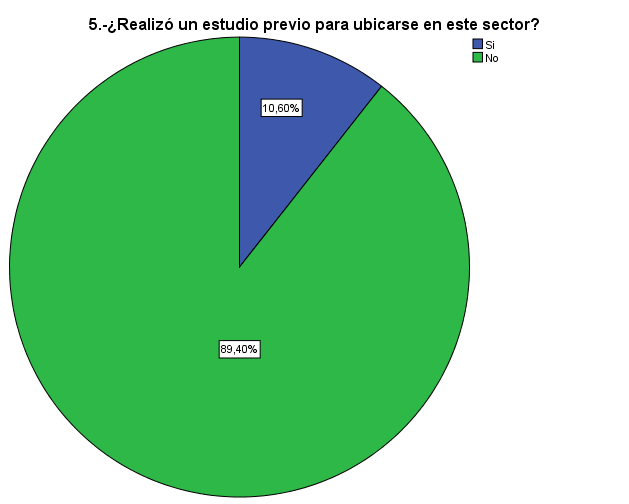 5.-¿Realizó un estudio previo para ubicarse en este sector?
Si
No
10,60%
89,40%